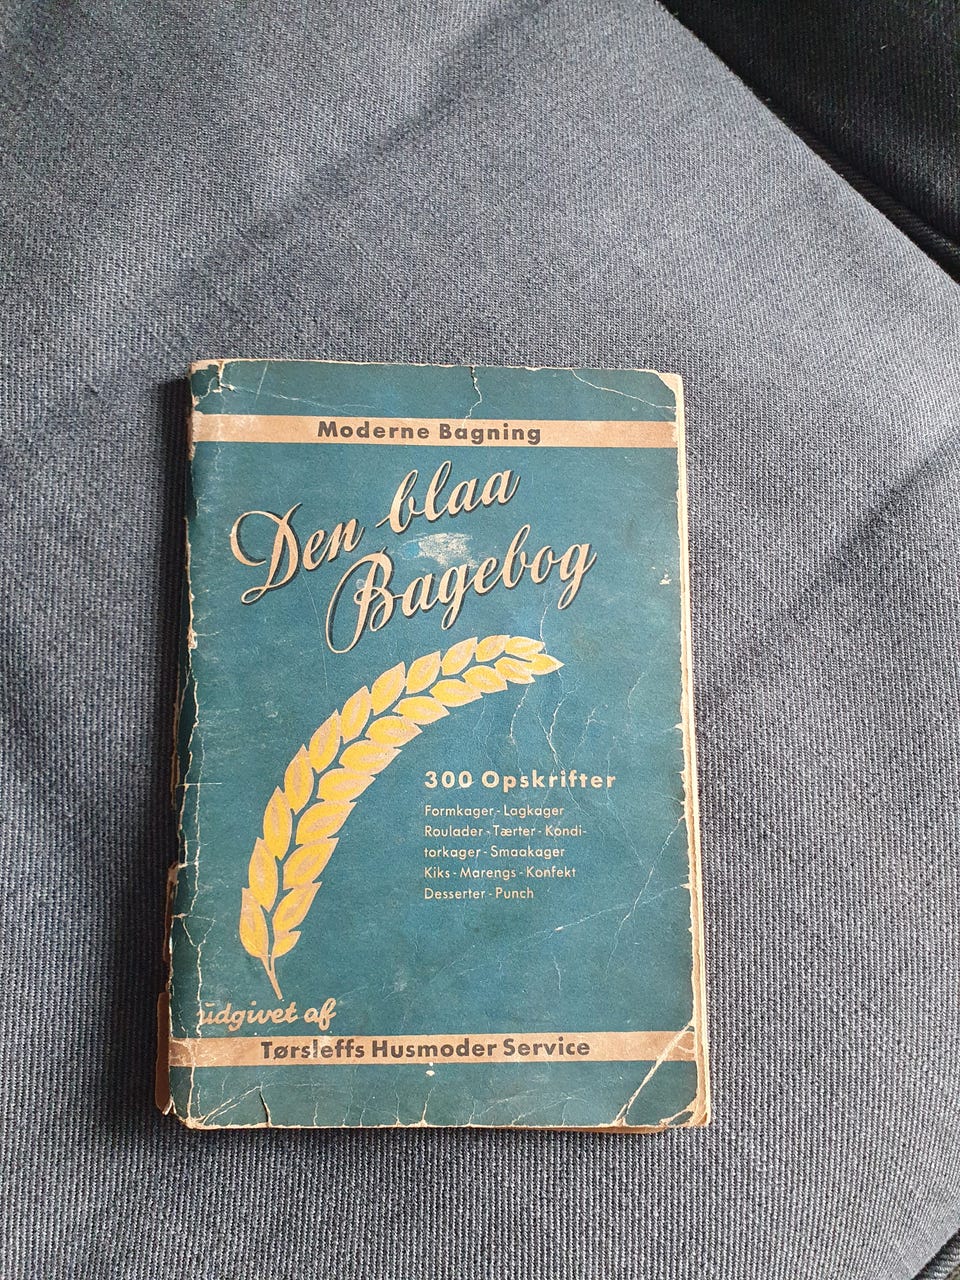 Moderne Bagning
Den blaa
Bagebog
300 Opskrifter
Formkager - Lagkager
Roulader - Tærter - Kondi-
torkager - Smaakager
Kiks - Marengs - Konfekt
Desserter - Punch
udgivet af
Tørsleffs Husmoder Service